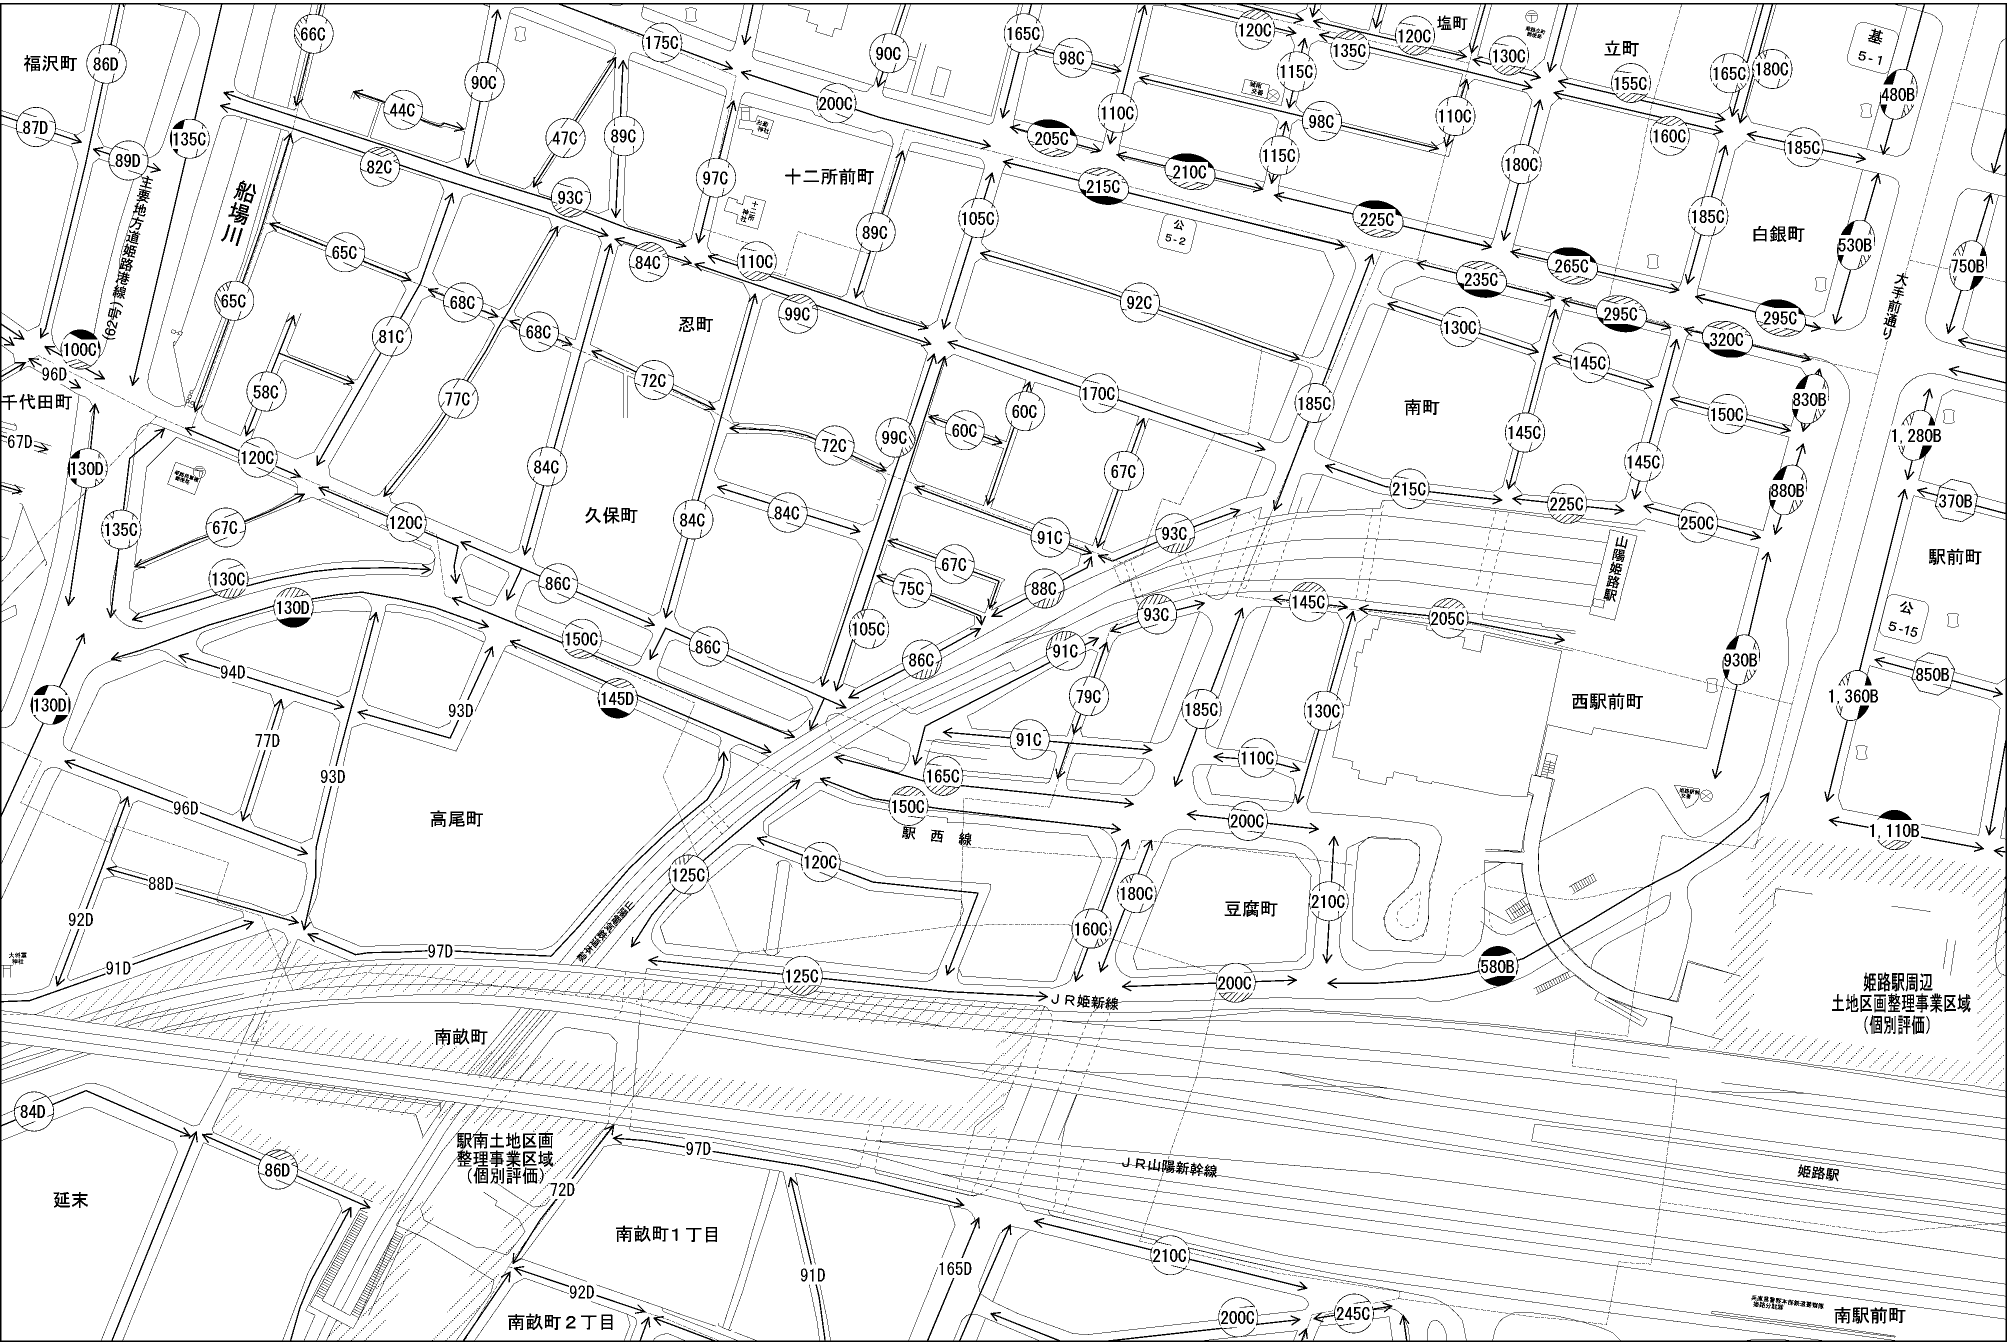 66C
175C
90C
165C
98C
120C
115C
120C
135C
塩町
130C
立町
155C
165C
180C
基
5-1
480B
福沢町
86D
90C
44C
47C
89C
200C
110C
98C
110C
160C
185C
87D
89D
135C
82C
93C
97C
十二所前町
89C
105C
205C
210C
115C
215C
公
5-2
225C
180C
265C
185C
白銀町
530B
750B
主要地方道姫路港線(62号)
船場川
65C
65C
84C
110C
99C
92C
235C
295C
295C
320C
大手前通り
100C
96D
千代田町
67D
58C
81C
68C
68C
忍町
72C
77C
170C
130C
145C
185C
南町
145C
150C
830B
1,280B
130D
120C
84C
72C
99C
60C
60C
67C
145C
215C
225C
250C
880B
370B
135C
67C
120C
久保町
84C
84C
91C
93C
山陽姫路駅
駅前町
130C
130D
86C
67C
75C
88C
93C
145C
205C
公
5-15
150C
86C
105C
86C
91C
79C
94D
93D
77D
130D
145D
185C
130C
930B
850B
1,360B
西駅前町
91C
110C
93D
96D
高尾町
165C
150C
駅西線
200C
1,110B
88D
92D
125C
120C
180C
160C
豆腐町
210C
91D
97D
125C
200C
580B
JR姫新線
姫路駅周辺
土地区画整理事業区域
(個別評価)
南畝町
84D
86D
駅南土地区画
整理事業区域
(個別評価)
72D
97D
JR山陽新幹線
姫路駅
延末
南畝町1丁目
91D
165D
210C
92D
南畝町2丁目
200C
245C
南駅前町